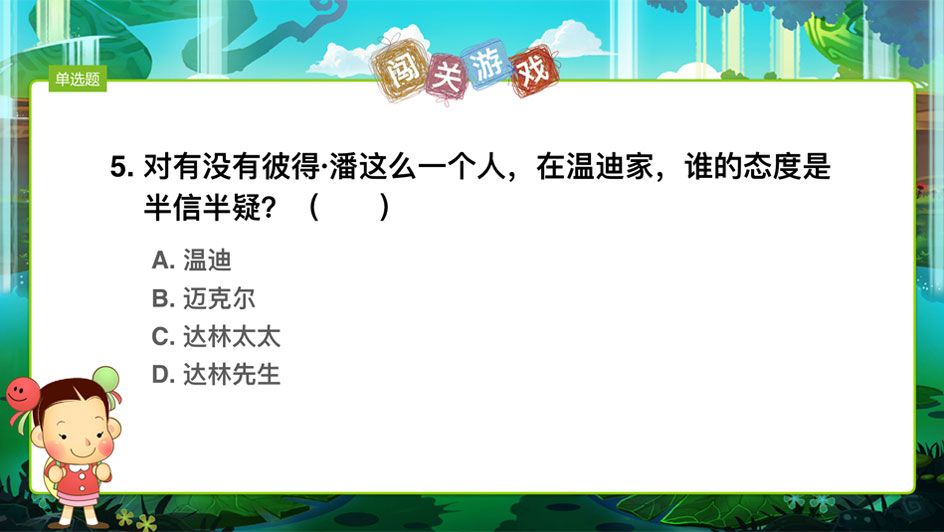 单选题
闯关游戏
5. 对有没有彼得·潘这么一个人，在温迪家，谁的态度是
半信半疑？（　　）
A. 温迪
B. 迈克尔
C. 达林太太
D. 达林先生